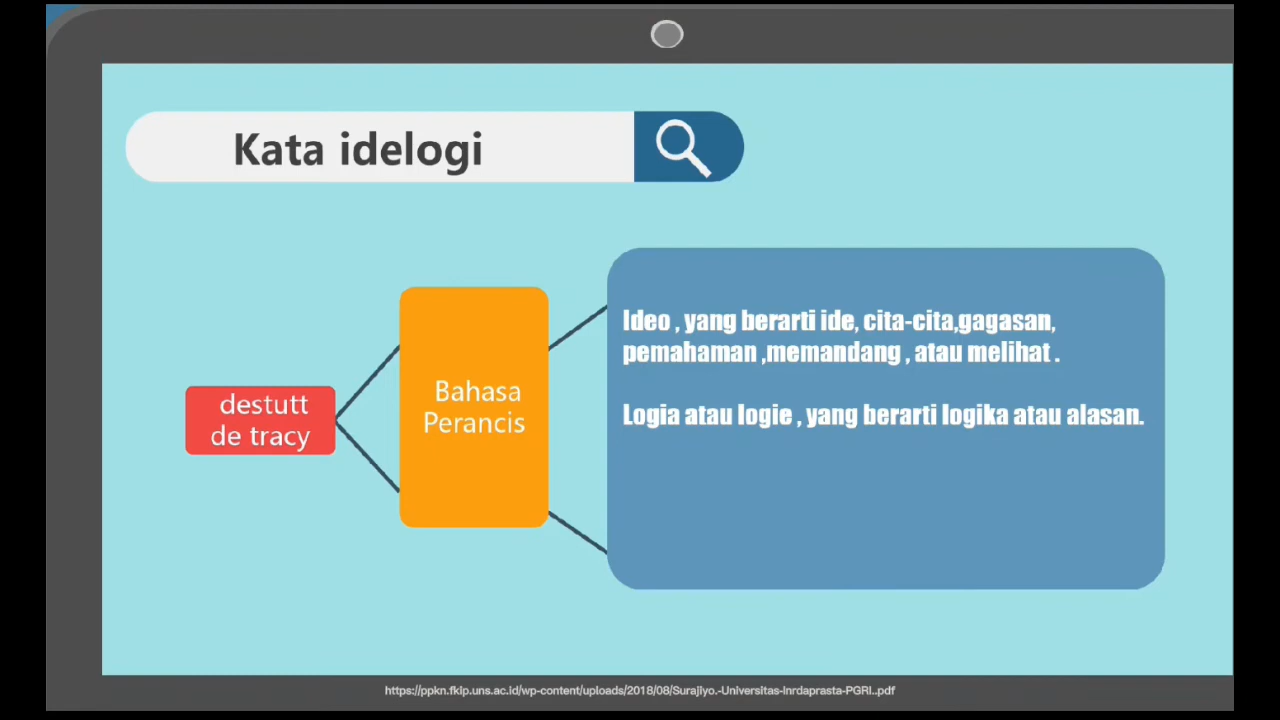 Kata idelogi
destutt
de tracy
Bahasa
Perancis
Ideo , yang berarti ide, cita-cita,gagasan,
pemahaman ,memandang , atau melihat .
Logia atau logie , yang berarti logika atau alasan.
https://ppkn.fkip.uns.ac.id/wp-content/uploads/2018/08/Surajiyo.-Universitas-Inrdaprasta-PGRI..pdf